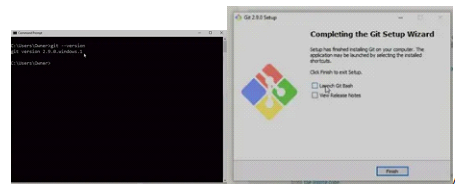 Command Prompt
C:\Users\Owner>git --version
git version 2.9.0.windows.1
C:\Users\Owner>
Git 2.9.0 Setup
Completing the Git Setup Wizard
Setup has finished installing Git on your computer. The
application may be launched by selecting the installed
shortcuts.
Click Finish to exit Setup.
Launch Git Bash
View Release Notes
Finish